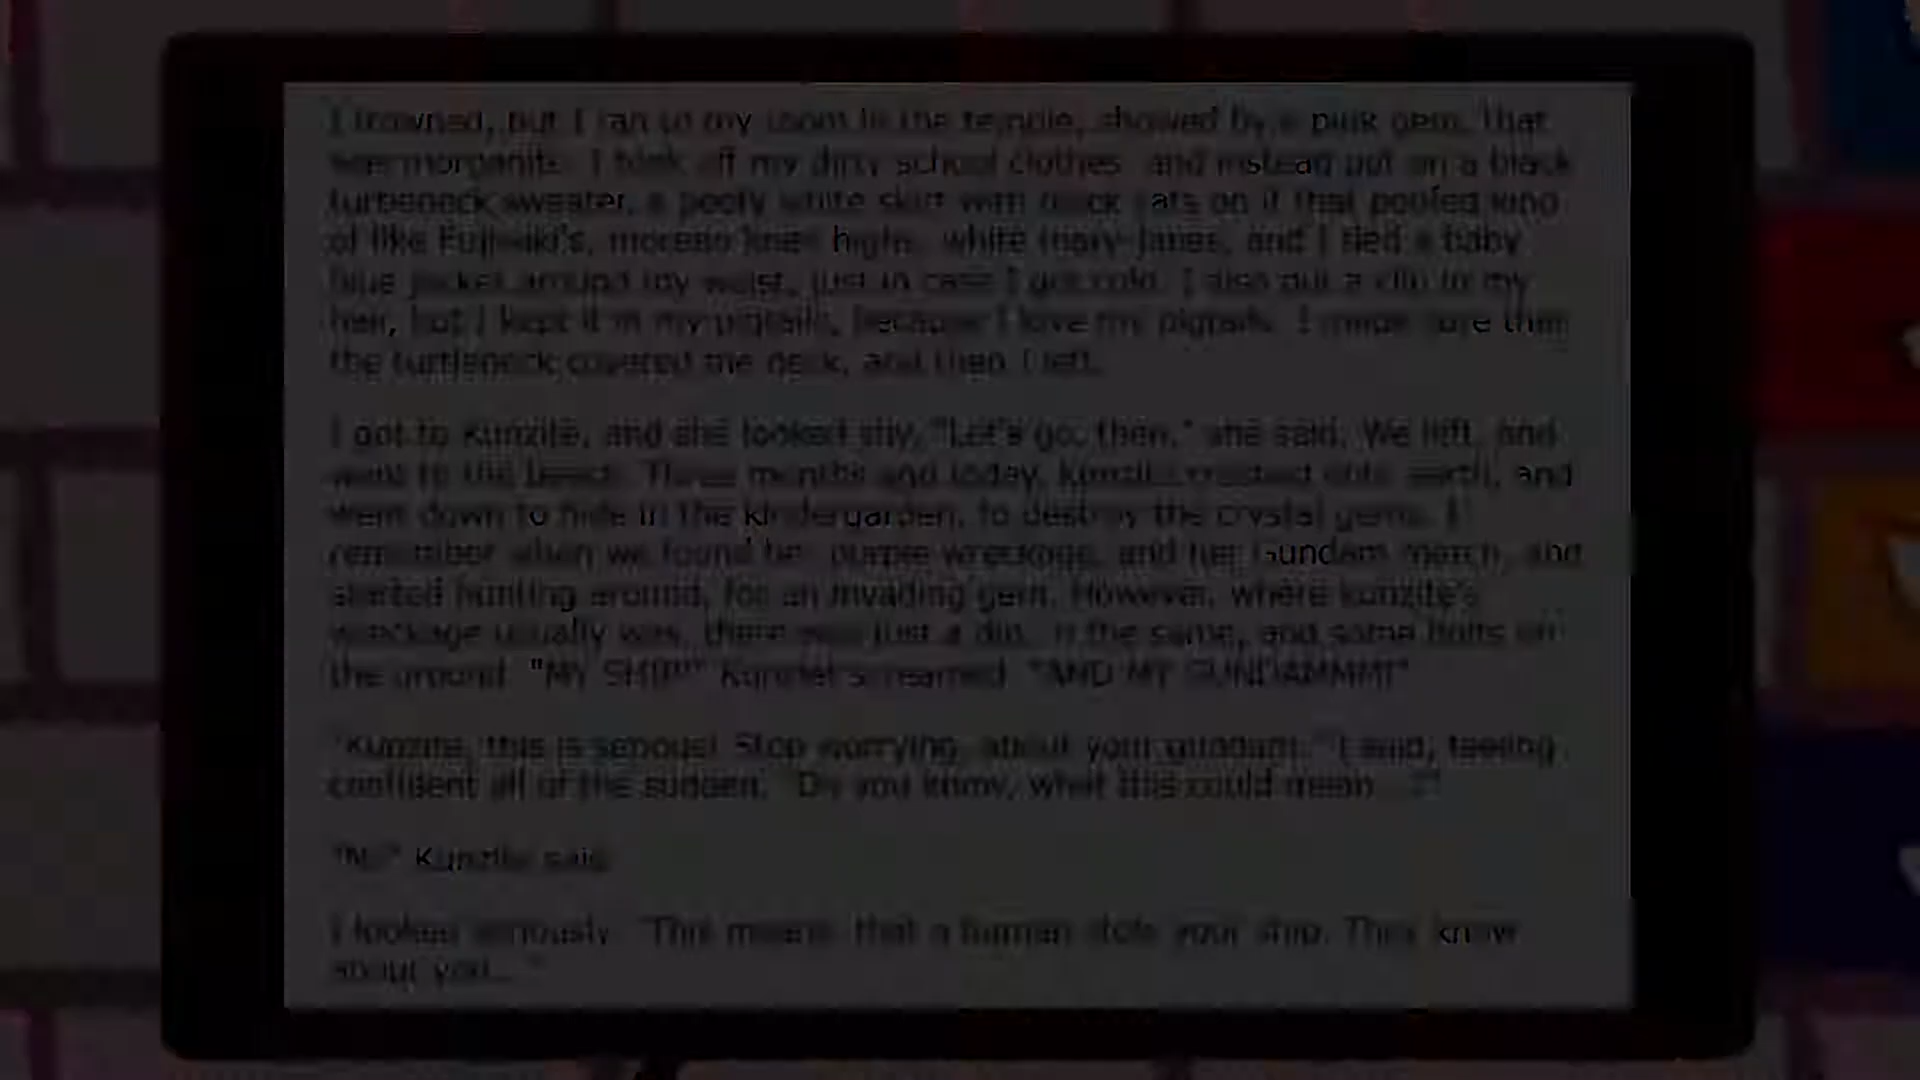 I frowned, but I ran to my room in the temple, showed by a pink gem. That
was morganite. I took off my dirty school clothes, and instead put on a black
turtleneck sweater, a poofy white skirt with black cats on it that poofed kind
of like Fujisaki's, knee highs, white mary-janes, and I tied a baby
blue jacket around my waist, just in case I got cold. I also put a clip in my
hair, but I kept it in my pigtails, because I love my pigtails. I made sure that
the turtleneck covered me neck, and then I left.
I got to Kunzite, and she looked shy. "Let's go, then." she said. We left, and
went to the beach. Three months ago today, kunzite crashed onto earth, and
went down to hide in the kindergarden, to destroy the crystal gems. I
remember when we found her purple wreckage, and her Gundam merch, and
started hunting around, for an invading gem. However, where kunzite's
wreckage usually was, there was just a dip in the same, and some bolts on
the ground. "MY SHIP!" Kunziet screamed. "AND MY GUNDAMMM!"
"Kunzite, this is serious! Stop worrying, about your gundam." I said, feeling
confident all of the sudden. "Do you know, what this could mean...?"
"No" Kunzite said.
I looked seriously. "This means, that a human stole your ship. They know
about you..."